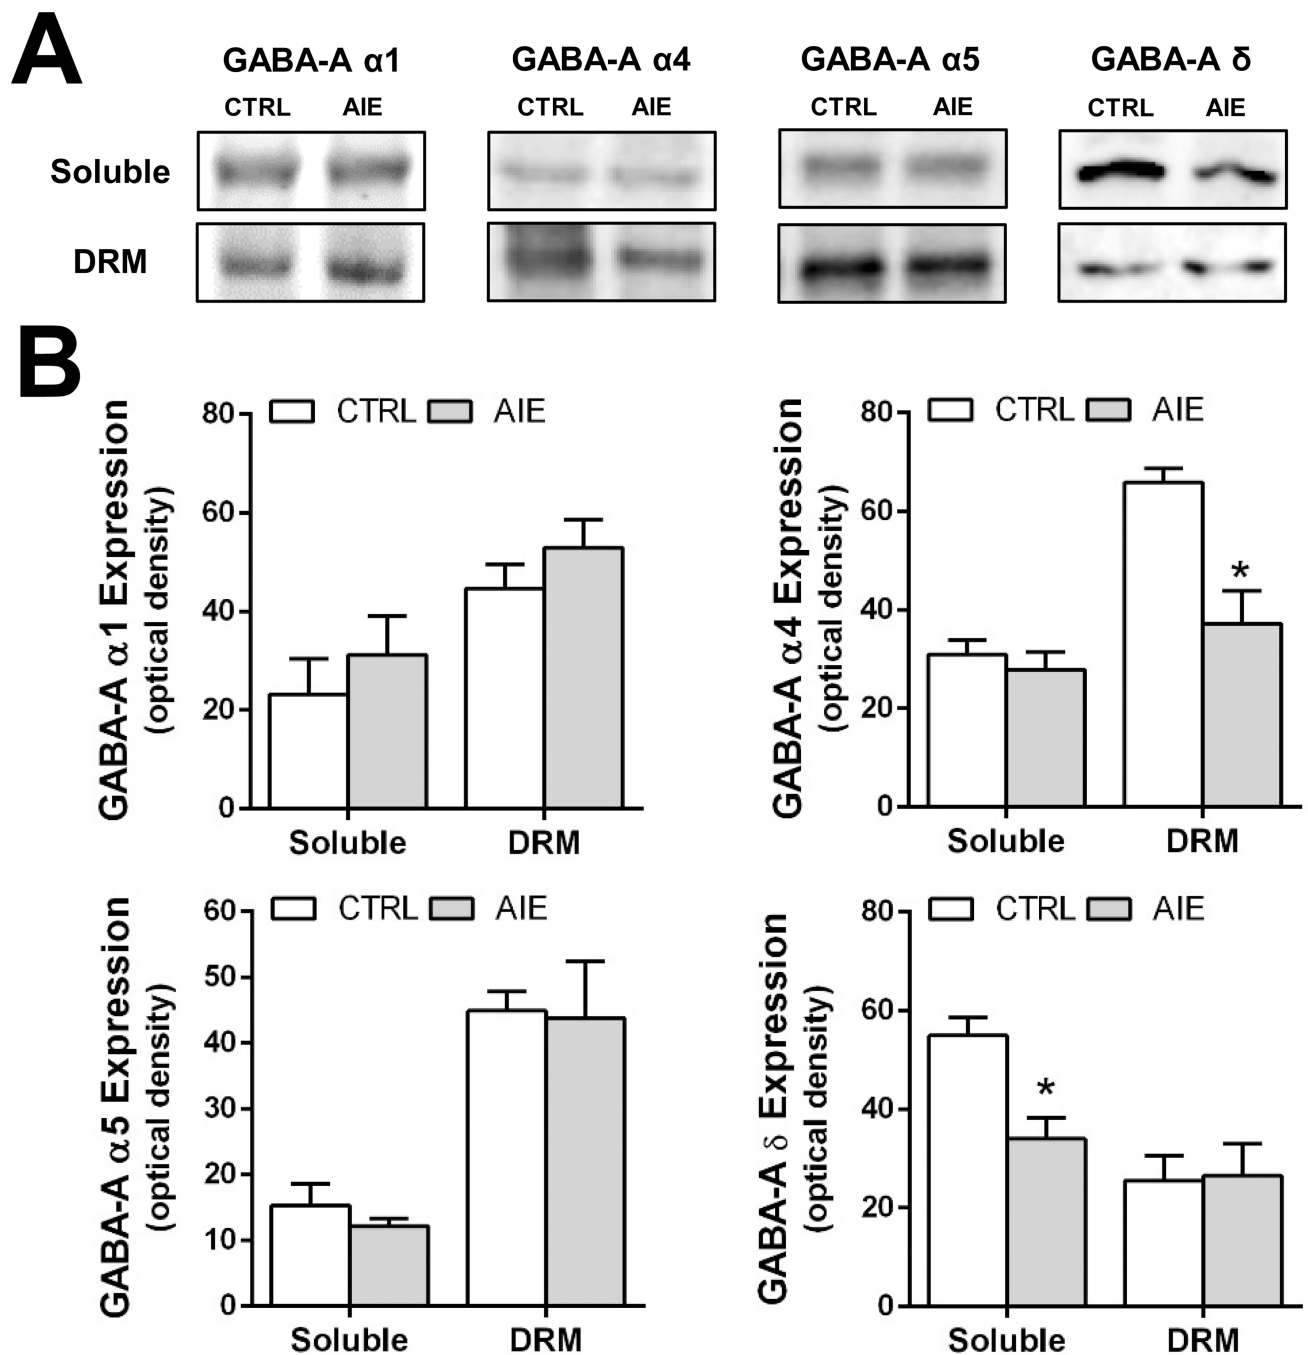 A
GABA-A α1 GABA-A α4 GABA-A α5 GABA-A δ
CTRL AIE CTRL AIE CTRL AIE CTRL AIE
Soluble
DRM
B
GABA-A α1 Expression
(optical density)
80
60
40
20
0
CTRL AIE
Soluble DRM
GABA-A α4 Expression
(optical density)
80
60
40
20
0
CTRL AIE
*
Soluble DRM
GABA-A α5 Expression
(optical density)
60
50
40
30
20
10
0
CTRL AIE
Soluble DRM
GABA-A δ Expression
(optical density)
80
60
40
20
0
CTRL AIE
*
Soluble DRM